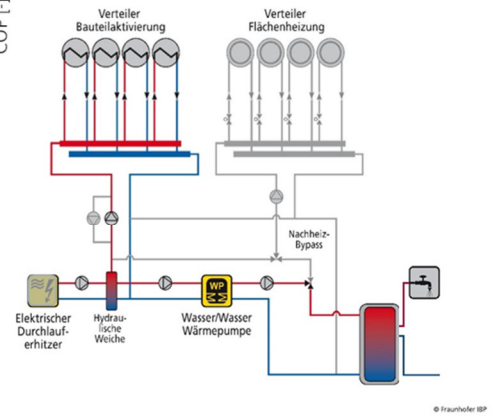 COP [-]
Verteiler
Bauteilaktivierung
Verteiler
Flächenheizung
Nachheiz-
Bypass
WP
Elektrischer
Durchlauf-
erhitzer
Hydrau-
lische
Weiche
Wasser/Wasser
Wärmepumpe
© Fraunhofer IBP